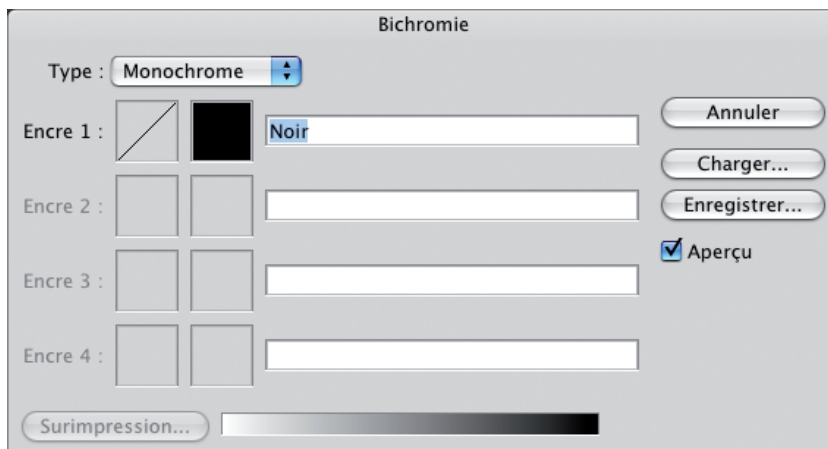 Bichromie
Type : Monochrome
Encre 1 : Noir
Annuler
Charger...
Encre 2 :
Enregistrer...
Aperçu
Encre 3 :
Encre 4 :
Surimpression...